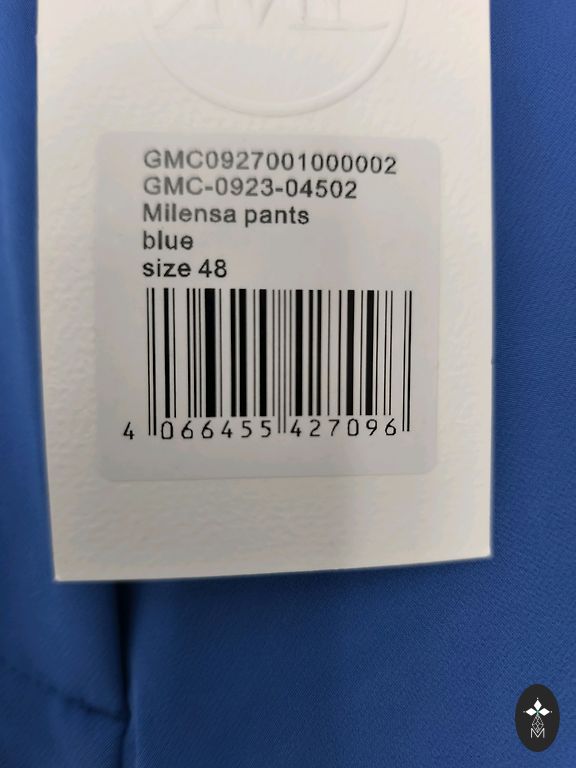 GMC0927001000002
GMC-0923-04502
Milensa pants
blue
size 48
4 066455 427096